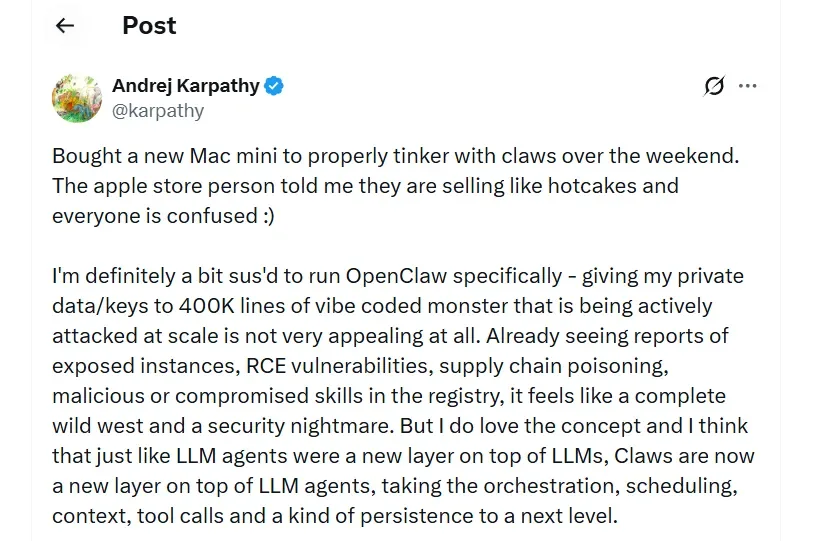 Post
Andrej Karpathy
@karpathy
Bought a new Mac mini to properly tinker with claws over the weekend.
The apple store person told me they are selling like hotcakes and
everyone is confused :)
I'm definitely a bit sus'd to run OpenClaw specifically - giving my private
data/keys to 400K lines of vibe coded monster that is being actively
attacked at scale is not very appealing at all. Already seeing reports of
exposed instances, RCE vulnerabilities, supply chain poisoning,
malicious or compromised skills in the registry, it feels like a complete
wild west and a security nightmare. But I do love the concept and I think
that just like LLM agents were a new layer on top of LLMs, Claws are now
a new layer on top of LLM agents, taking the orchestration, scheduling,
context, tool calls and a kind of persistence to a next level.